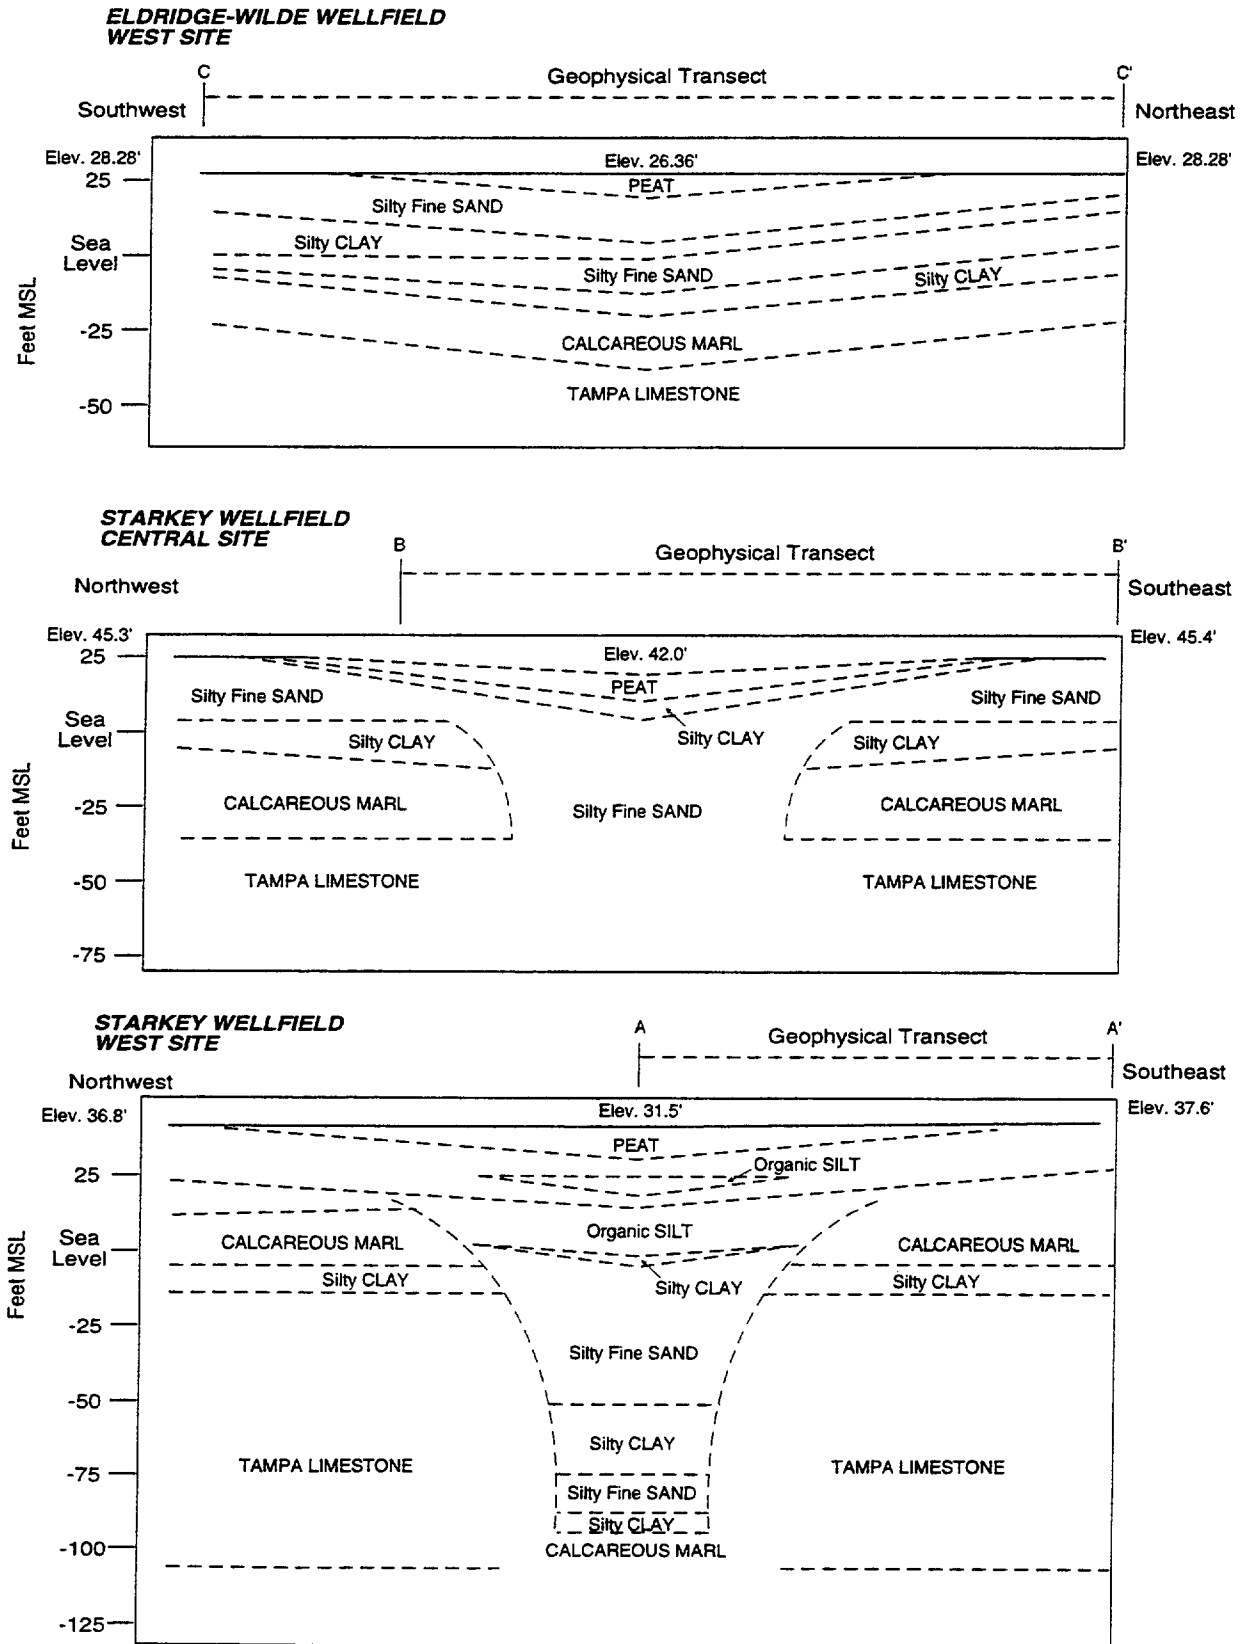 ELDRIDGE-WILDE WELLFIELD
WEST SITE
C
Geophysical Transect
C'
Southwest
Northeast
Elev. 28.28'
Elev. 26.36'
Elev. 28.28'
25
PEAT
Silty Fine SAND
Sea
Level
Silty CLAY
Silty Fine SAND
Silty CLAY
Feet MSL
-25
CALCAREOUS MARL
TAMPA LIMESTONE
-50
STARKEY WELLFIELD
CENTRAL SITE
B
Geophysical Transect
B'
Northwest
Southeast
Elev. 45.3'
Elev. 42.0'
Elev. 45.4'
25
PEAT
Silty Fine SAND
Silty Fine SAND
Sea
Level
Silty CLAY
Silty CLAY
Silty CLAY
Feet MSL
-25
CALCAREOUS MARL
Silty Fine SAND
CALCAREOUS MARL
-50
TAMPA LIMESTONE
TAMPA LIMESTONE
-75
STARKEY WELLFIELD
WEST SITE
A
Geophysical Transect
A'
Northwest
Southeast
Elev. 36.8'
Elev. 31.5'
Elev. 37.6'
PEAT
25
Organic SILT
Organic SILT
Sea
Level
CALCAREOUS MARL
CALCAREOUS MARL
Silty CLAY
Silty CLAY
Silty CLAY
Feet MSL
-25
Silty Fine SAND
-50
Silty CLAY
-75
TAMPA LIMESTONE
TAMPA LIMESTONE
Silty Fine SAND
Silty CLAY
-100
CALCAREOUS MARL
-125